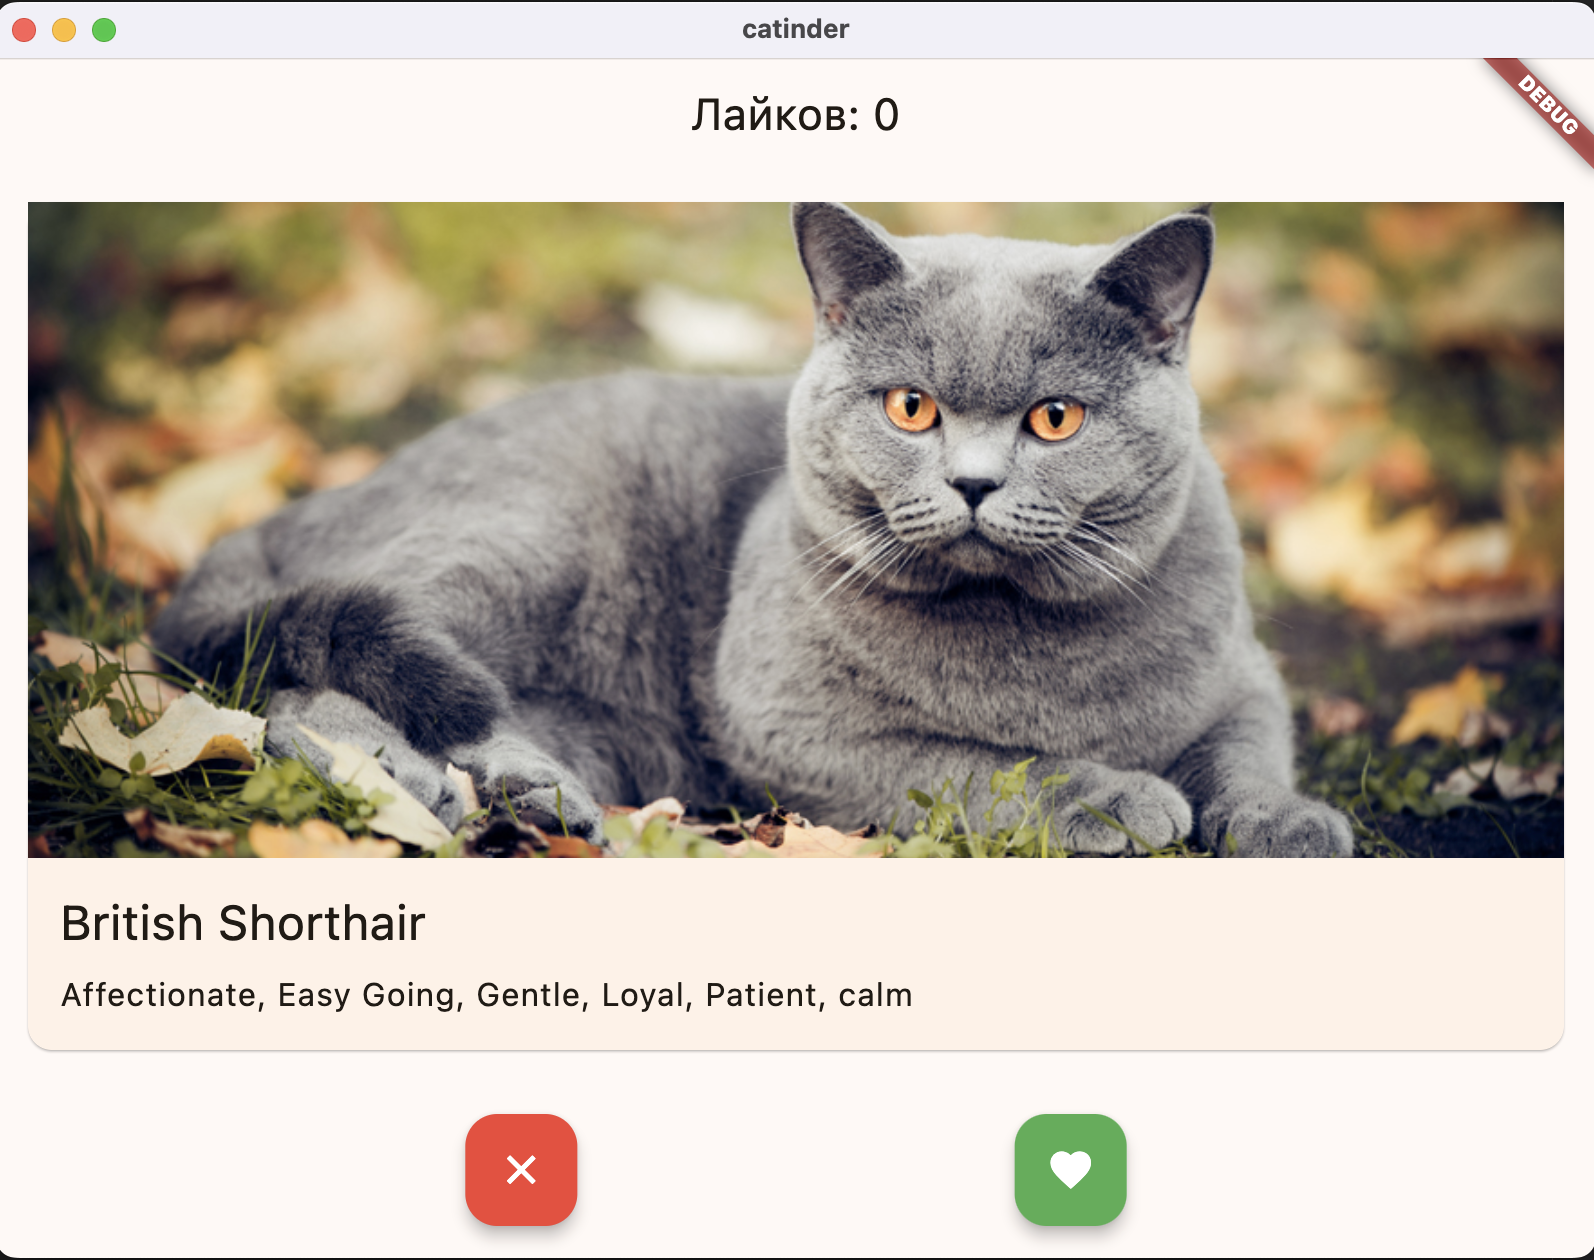 catinder
DEBUG
Лайков: 0
British Shorthair
Affectionate, Easy Going, Gentle, Loyal, Patient, calm